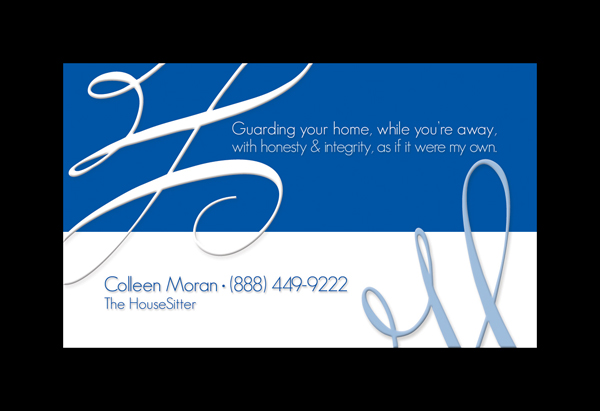 Guarding your home, while you're away,
with honesty & integrity, as if it were my own.
Colleen Moran • (888) 449-9222
The HouseSitter